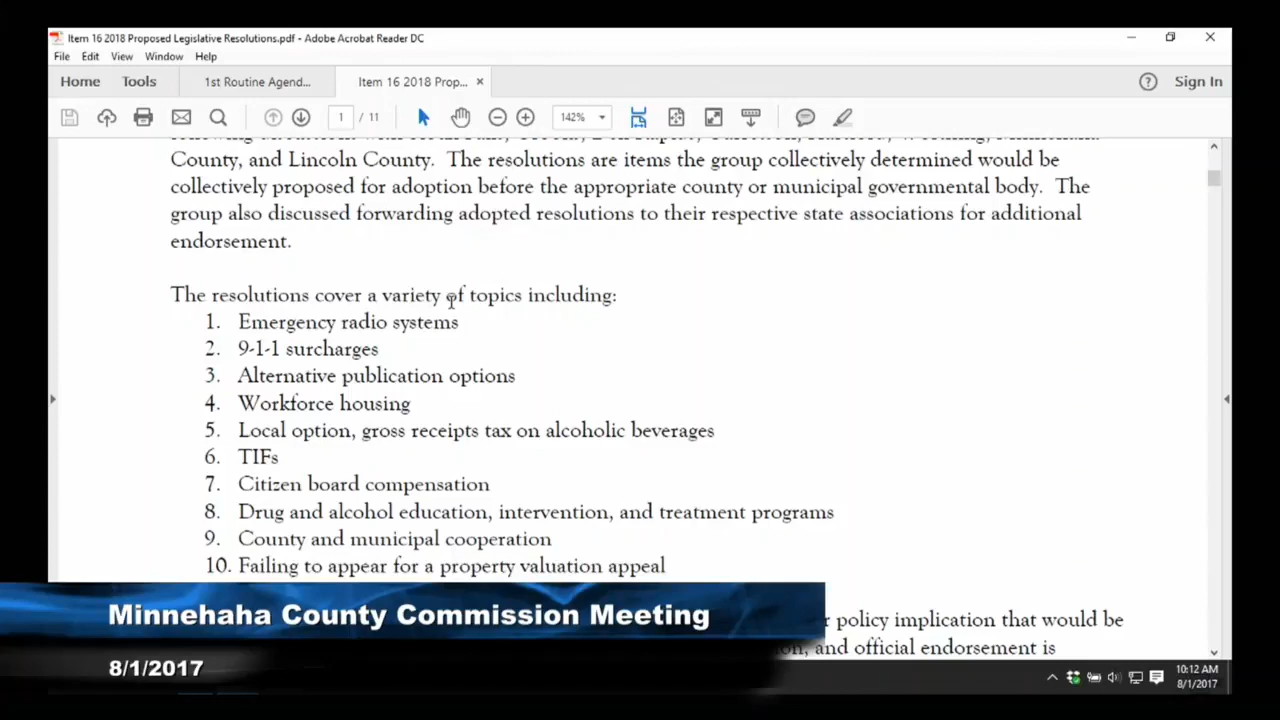 Item 16 2018 Proposed Legislative Resolutions.pdf - Adobe Acrobat Reader DC
File Edit View Window Help
Home Tools 1st Routine Agend... Item 16 2018 Prop... × Sign In
1 / 11 142%
County, and Lincoln County. The resolutions are items the group collectively determined would be
collectively proposed for adoption before the appropriate county or municipal governmental body. The
group also discussed forwarding adopted resolutions to their respective state associations for additional
endorsement.
The resolutions cover a variety of topics including:
1. Emergency radio systems
2. 9-1-1 surcharges
3. Alternative publication options
4. Workforce housing
5. Local option, gross receipts tax on alcoholic beverages
6. TIFs
7. Citizen board compensation
8. Drug and alcohol education, intervention, and treatment programs
9. County and municipal cooperation
10. Failing to appear for a property valuation appeal
policy implication that would be
, and official endorsement is
Minnehaha County Commission Meeting
8/1/2017
10:12 AM
8/1/2017